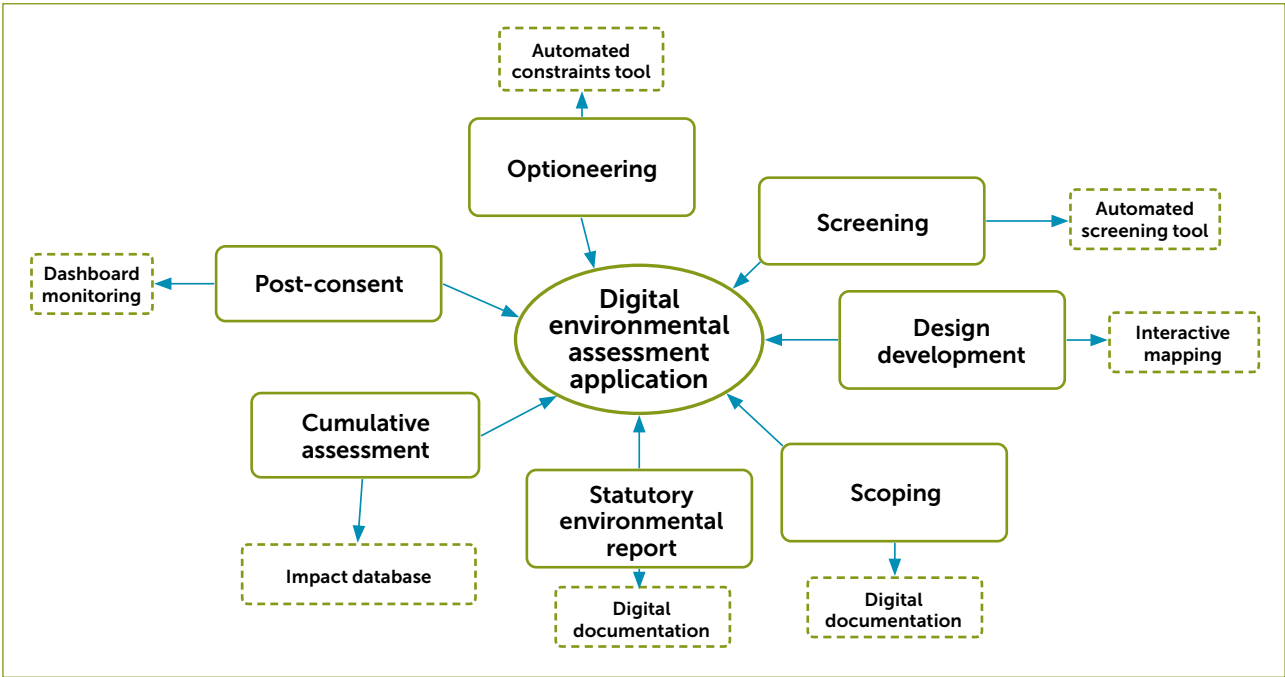 Automated
constraints tool
Optioneering
Screening
Automated
screening tool
Dashboard
monitoring
Post-consent
Digital
environmental
assessment
application
Design
development
Interactive
mapping
Cumulative
assessment
Statutory
environmental
report
Scoping
Impact database
Digital
documentation
Digital
documentation